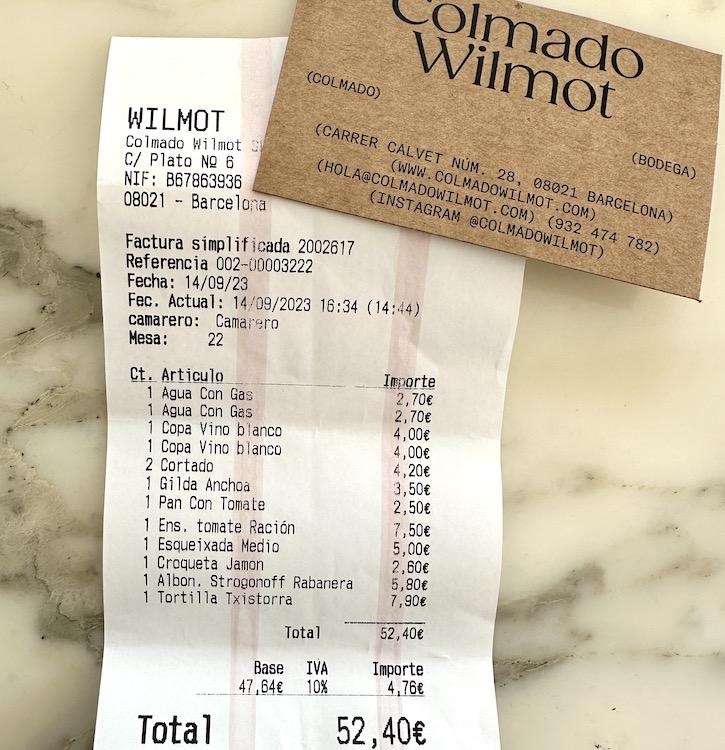 Colmado
Wilmot
(COLMADO)
(BODEGA)
(CARRER CALVET NÚM. 28, 08021 BARCELONA)
(WWW.COLMADOWILMOT.COM)
(HOLA@COLMADOWILMOT.COM) (932 474 782)
(INSTAGRAM @COLMADOWILMOT)
WILMOT
Colmado Wilmot
C/ Plato Nº 6
NIF: B67863936
08021 - Barcelona
Factura simplificada 2002617
Referencia 002-00003222
Fecha: 14/09/23
Fec. Actual: 14/09/2023 16:34 (14:44)
camarero: Camarero
Mesa: 22
Ct. Articulo Importe
1 Agua Con Gas 2,70€
1 Agua Con Gas 2,70€
1 Copa Vino blanco 4,00€
1 Copa Vino blanco 4,00€
2 Cortado 4,20€
1 Gilda Anchoa 3,50€
1 Pan Con Tomate 2,50€
1 Ens. tomate Ración 7,50€
1 Esqueixada Medio 5,00€
1 Croqueta Jamon 2,60€
1 Albon. Strogonoff Rabanera 5,80€
1 Tortilla Txistorra 7,90€
Total 52,40€
Base IVA Importe
47,64€ 10% 4,76€
Total 52,40€